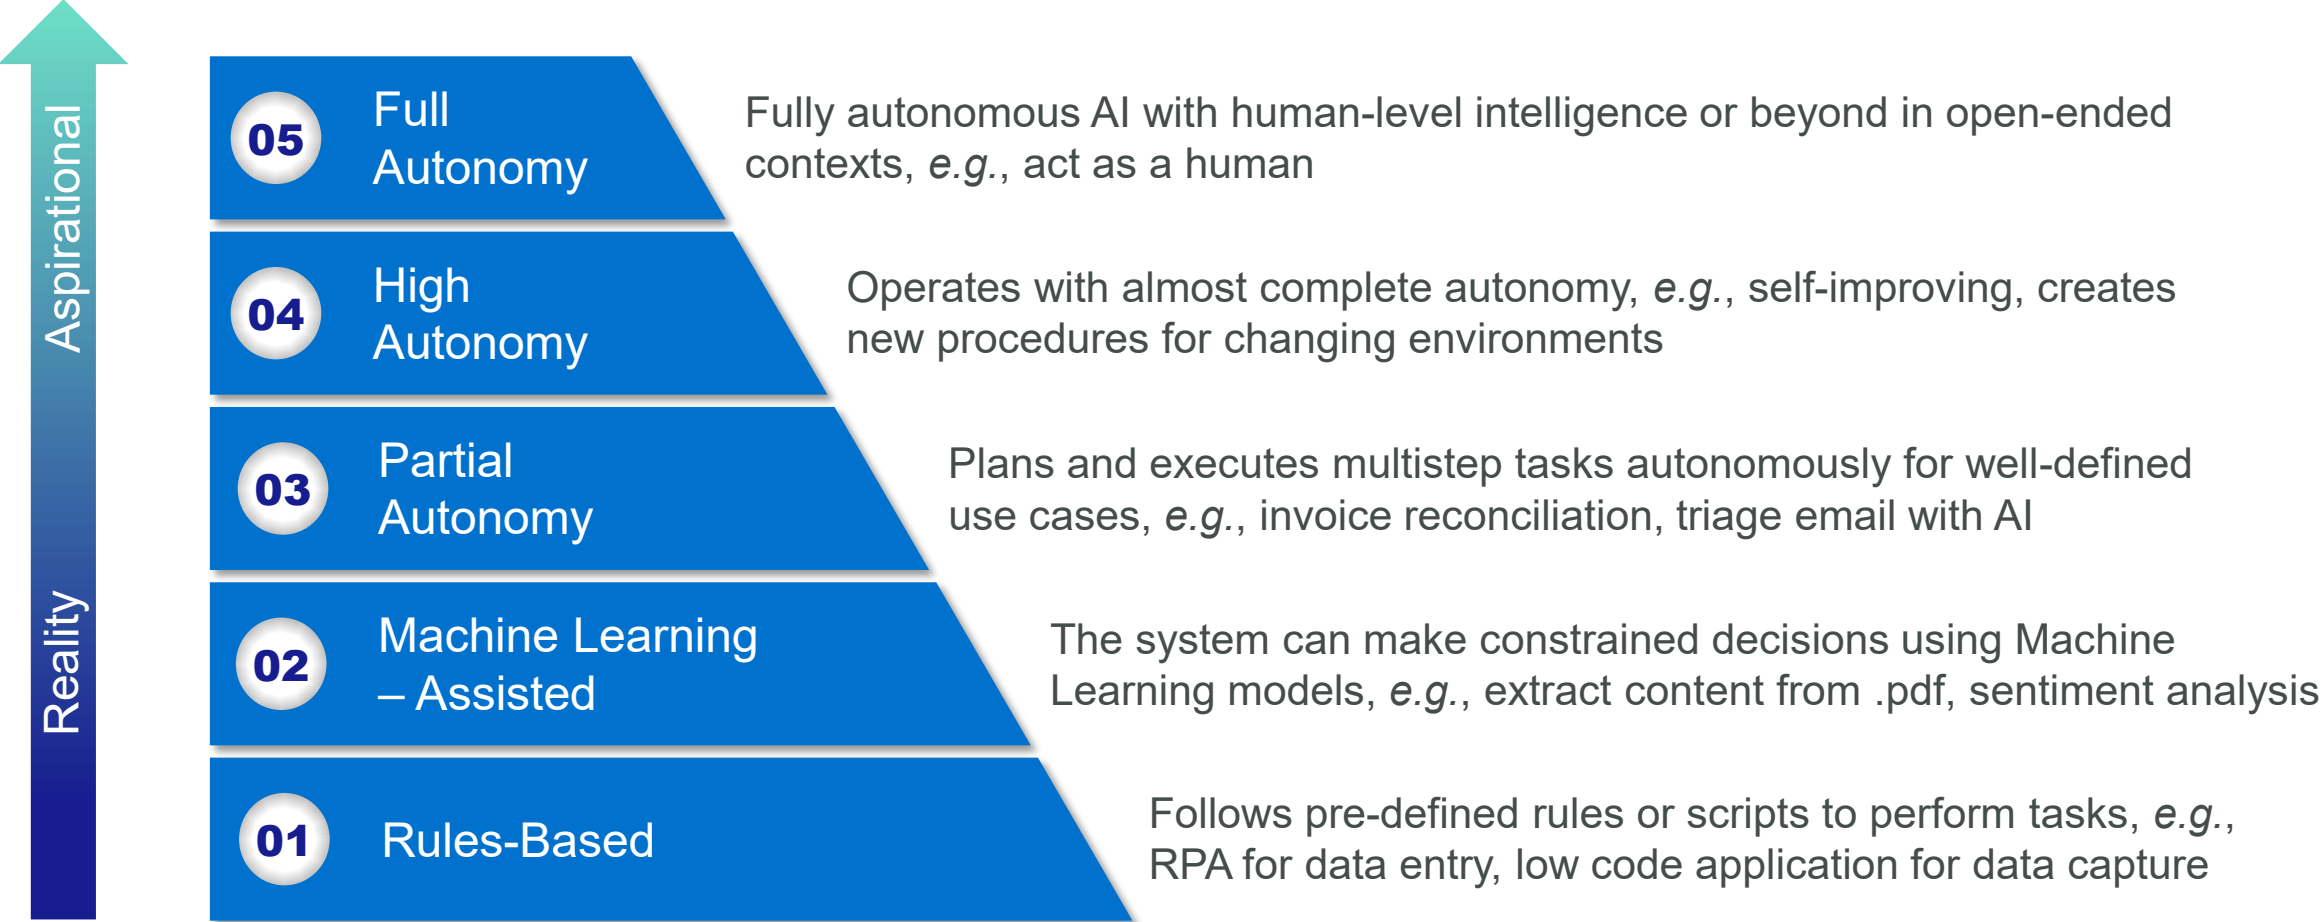 Aspirational
Reality
05
Full
Autonomy
Fully autonomous AI with human-level intelligence or beyond in open-ended
contexts, e.g., act as a human
04
High
Autonomy
Operates with almost complete autonomy, e.g., self-improving, creates
new procedures for changing environments
03
Partial
Autonomy
Plans and executes multistep tasks autonomously for well-defined
use cases, e.g., invoice reconciliation, triage email with AI
02
Machine Learning
– Assisted
The system can make constrained decisions using Machine
Learning models, e.g., extract content from .pdf, sentiment analysis
01
Rules-Based
Follows pre-defined rules or scripts to perform tasks, e.g.,
RPA for data entry, low code application for data capture